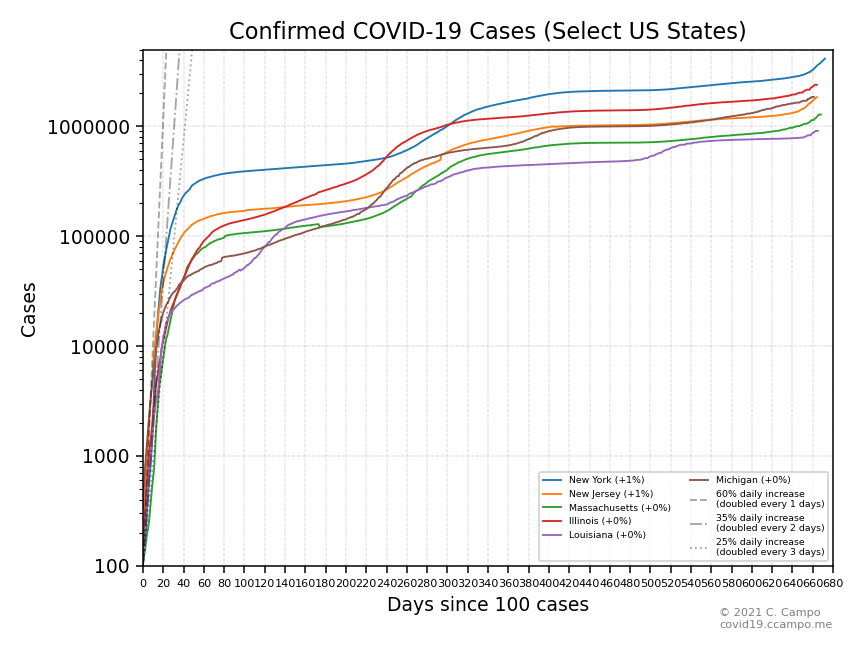 Confirmed COVID-19 Cases (Select US States)
1000000
100000
10000
1000
100
Cases
New York (+1%)
New Jersey (+1%)
Massachusetts (+0%)
Illinois (+0%)
Louisiana (+0%)
Michigan (+0%)
60% daily increase
(doubled every 1 days)
35% daily increase
(doubled every 2 days)
25% daily increase
(doubled every 3 days)
0 20 40 60 80 100 120 140 160 180 200 220 240 260 280 300 320 340 360 380 400 420 440 460 480 500 520 540 560 580 600 620 640 660 680
Days since 100 cases
© 2021 C. Campo
covid19.ccampo.me